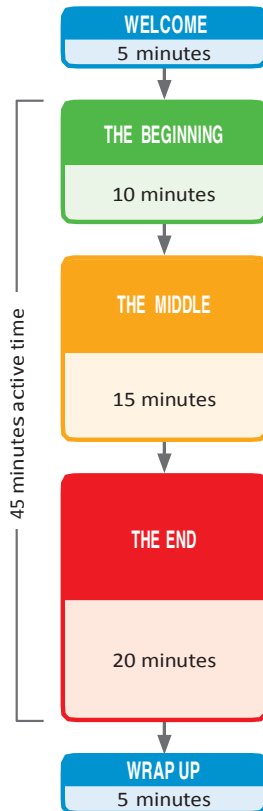 WELCOME
5 minutes
THE BEGINNING
10 minutes
THE MIDDLE
15 minutes
45 minutes active time
THE END
20 minutes
WRAP UP
5 minutes